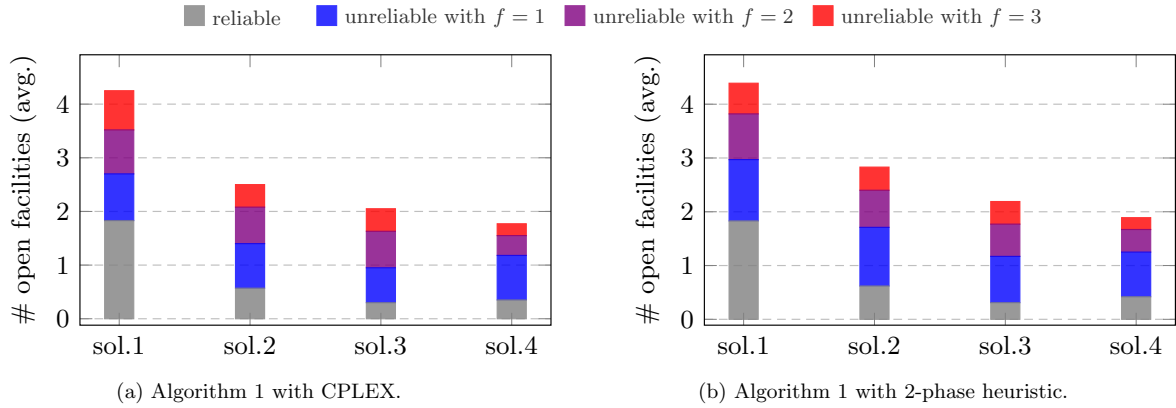 reliable unreliable with f = 1 unreliable with f = 2 unreliable with f = 3
# open facilities (avg.)
4
3
2
1
0
sol.1 sol.2 sol.3 sol.4
(a) Algorithm 1 with CPLEX.
# open facilities (avg.)
4
3
2
1
0
sol.1 sol.2 sol.3 sol.4
(b) Algorithm 1 with 2-phase heuristic.